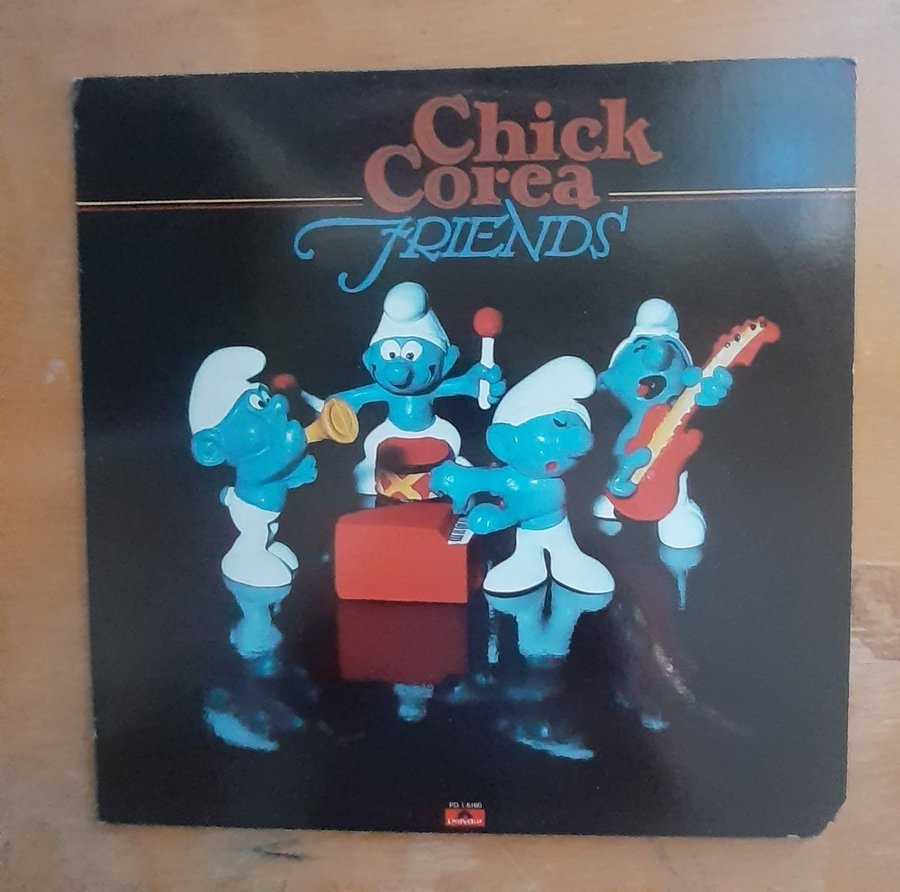 Chick
Corea
FRIENDS
PD-1-6160
polydor